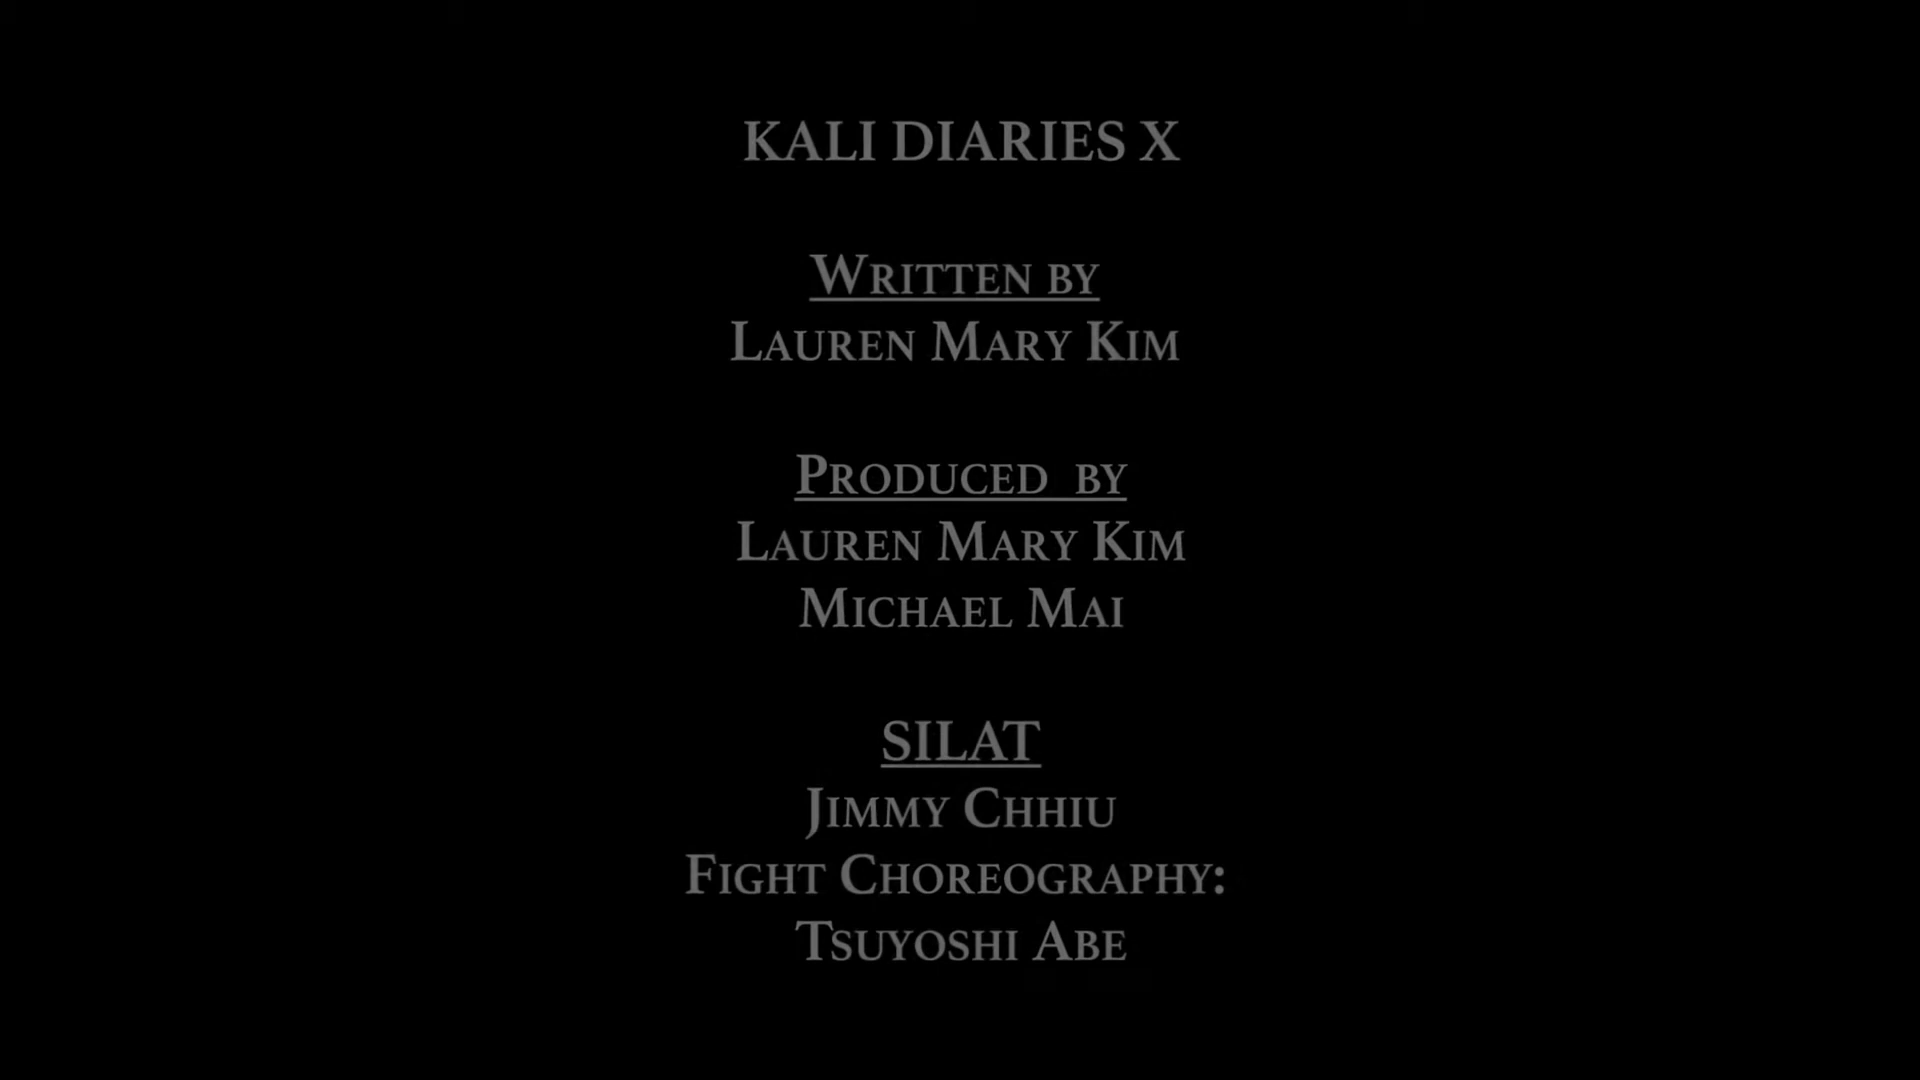 KALI DIARIES X
WRITTEN BY
LAUREN MARY KIM
PRODUCED BY
LAUREN MARY KIM
MICHAEL MAI
SILAT
JIMMY CHHIU
FIGHT CHOREOGRAPHY:
TSUYOSHI ABE